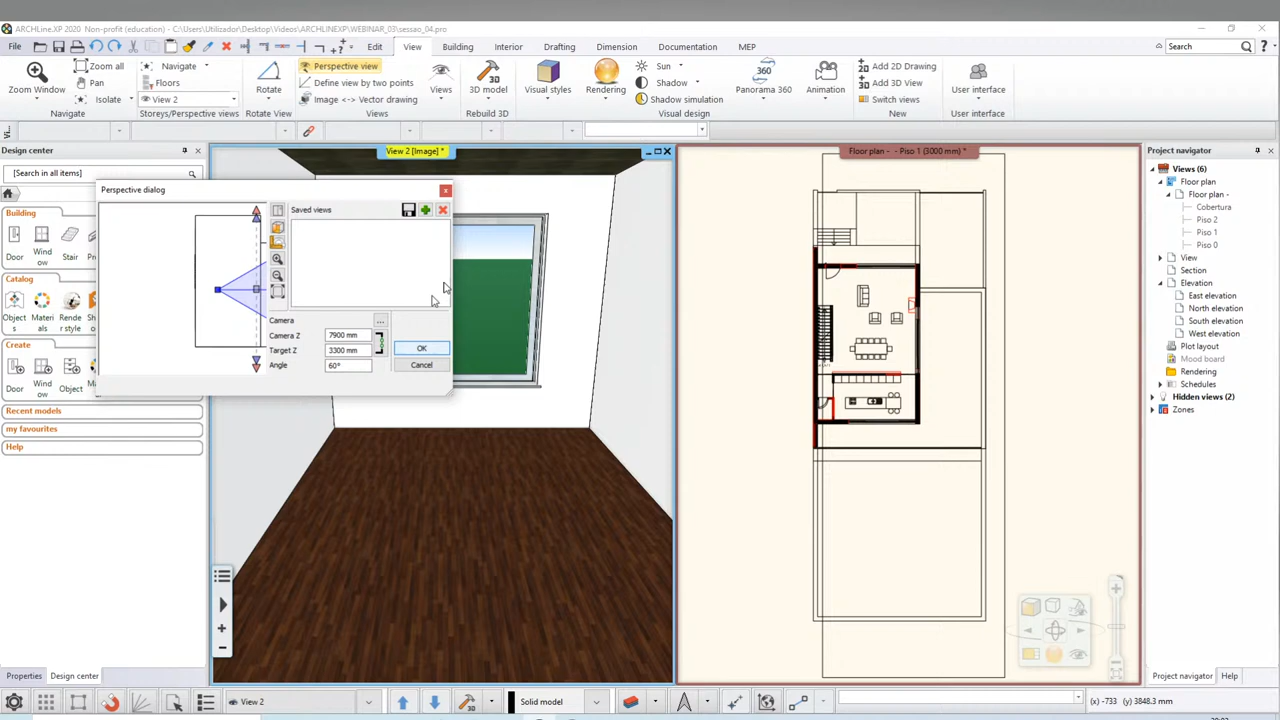 ARCHLine.XP 2020 Non-profit (education) - C:\Users\Utilizador\Desktop\Videos\ARCHLINEXP\WEBINAR_03\sessao_04.pro
File
Edit
View
Building
Interior
Drafting
Dimension
Documentation
MEP
Search
Zoom Window
Zoom all
Pan
Isolate
Navigate
Navigate
Floors
View 2
Storeys/Perspective views
Rotate
Rotate View
Perspective view
Define view by two points
Image <-> Vector drawing
Views
Views
3D model
Rebuild 3D
Visual styles
Rendering
Sun
Shadow
Shadow simulation
Visual design
Panorama 360
Animation
Add 2D Drawing
Add 3D View
Switch views
New
User interface
User interface
Design center
[Search in all items]
Building
Door
Wind
ow
Stair
Catalog
Object
s
Materi
als
Rende
r style
Create
Door
Wind
ow
Object
Recent models
my favourites
Help
Properties
Design center
View 2 [Image] *
Perspective dialog
Saved views
Camera
...
Camera Z
7900 mm
Target Z
3300 mm
Angle
60°
OK
Cancel
Floor plan - - Piso 1 (3000 mm) *
Project navigator
Views (6)
Floor plan
Floor plan -
Cobertura
Piso 2
Piso 1
Piso 0
View
Section
Elevation
East elevation
North elevation
South elevation
West elevation
Plot layout
Mood board
Rendering
Schedules
Hidden views (2)
Zones
Project navigator
Help
View 2
Solid model
(x) -733
(y) 3848.3 mm